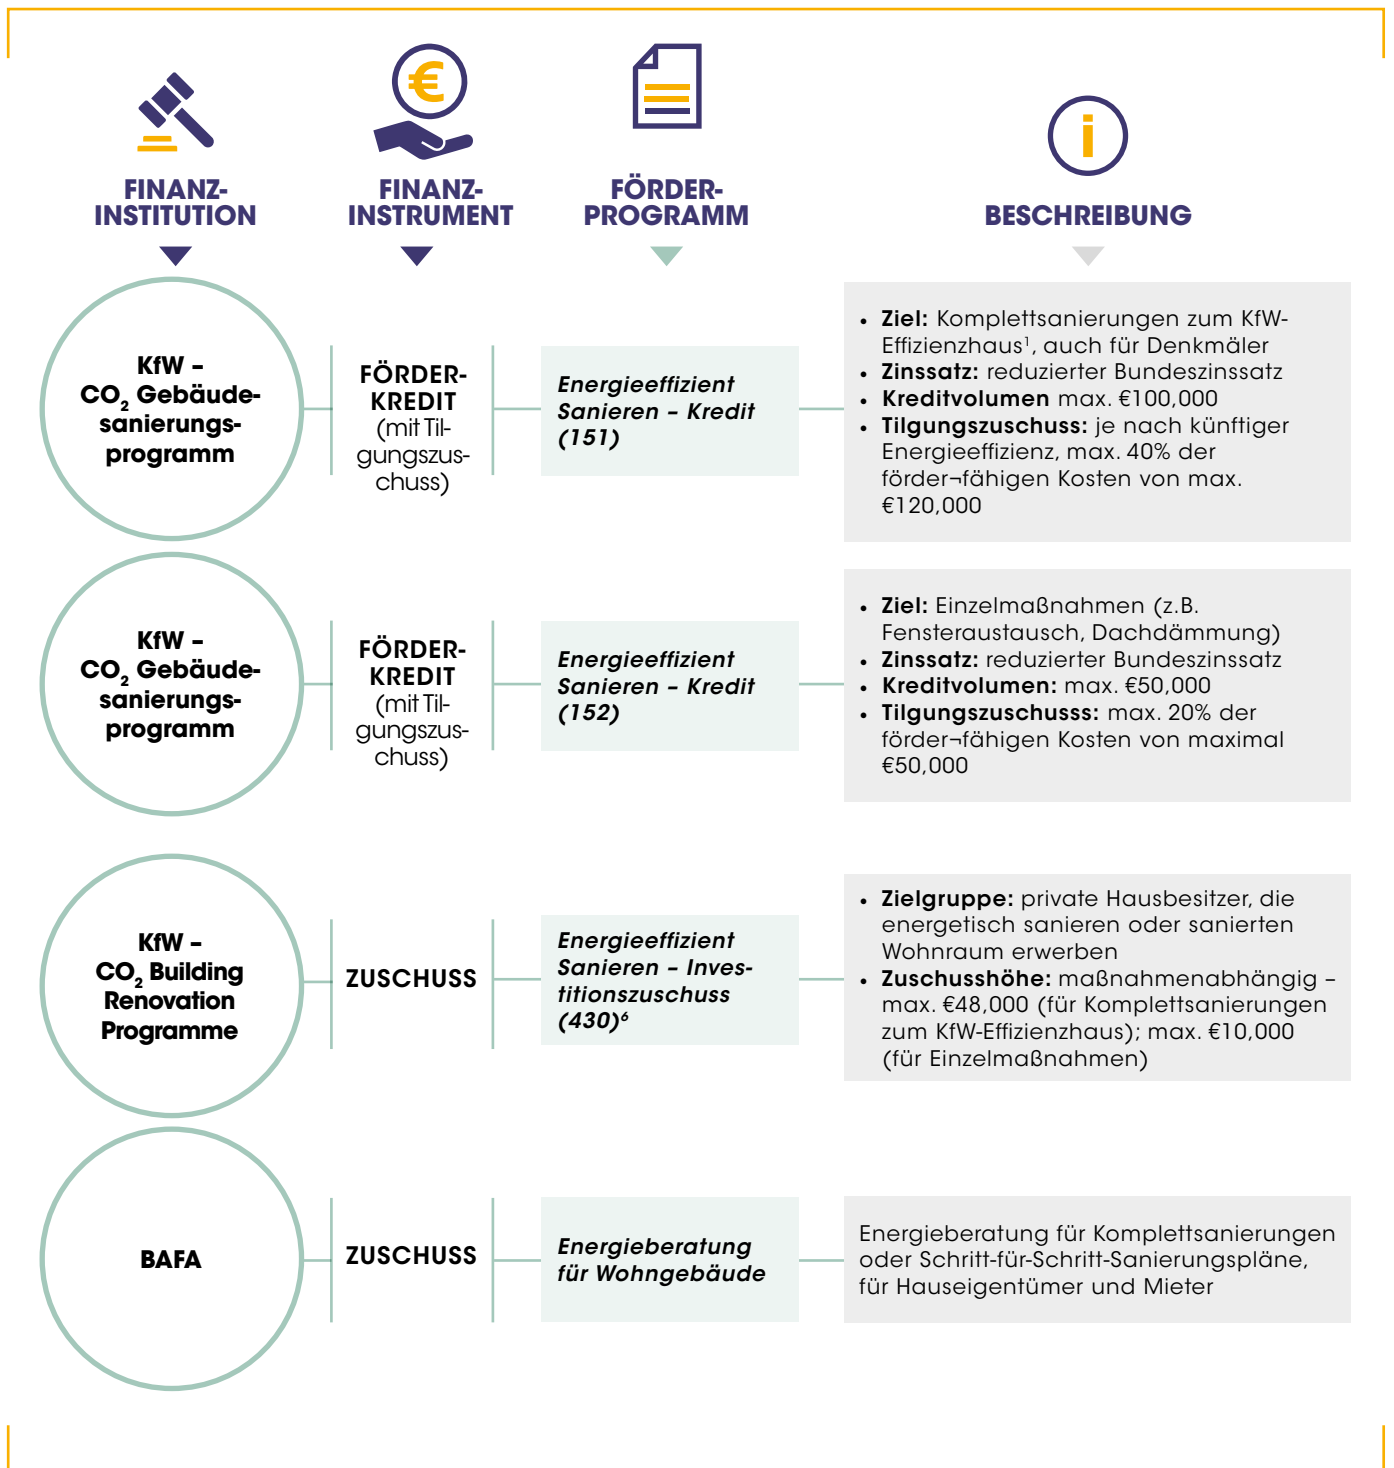 FINANZ-
INSTITUTION
FINANZ-
INSTRUMENT
FÖRDER-
PROGRAMM
BESCHREIBUNG
KfW –
CO₂ Gebäude-
sanierungs-
programm
FÖRDER-
KREDIT
(mit Til-
gungszus-
chuss)
Energieeffizient
Sanieren – Kredit
(151)
• Ziel: Komplettsanierungen zum KfW-
Effizienzhaus¹, auch für Denkmäler
• Zinssatz: reduzierter Bundeszinssatz
• Kreditvolumen max. €100,000
• Tilgungszuschuss: je nach künftiger
Energieeffizienz, max. 40% der
förder¬fähigen Kosten von max.
€120,000
KfW –
CO₂ Gebäude-
sanierungs-
programm
FÖRDER-
KREDIT
(mit Til-
gungszus-
chuss)
Energieeffizient
Sanieren – Kredit
(152)
• Ziel: Einzelmaßnahmen (z.B.
Fensteraustausch, Dachdämmung)
• Zinssatz: reduzierter Bundeszinssatz
• Kreditvolumen: max. €50,000
• Tilgungszuschusss: max. 20% der
förder¬fähigen Kosten von maximal
€50,000
KfW –
CO₂ Building
Renovation
Programme
ZUSCHUSS
Energieeffizient
Sanieren – Inves-
titionszuschuss
(430)⁶
• Zielgruppe: private Hausbesitzer, die
energetisch sanieren oder sanierten
Wohnraum erwerben
• Zuschusshöhe: maßnahmenabhängig –
max. €48,000 (für Komplettsanierungen
zum KfW-Effizienzhaus); max. €10,000
(für Einzelmaßnahmen)
BAFA
ZUSCHUSS
Energieberatung
für Wohngebäude
Energieberatung für Komplettsanierungen
oder Schritt-für-Schritt-Sanierungspläne,
für Hauseigentümer und Mieter